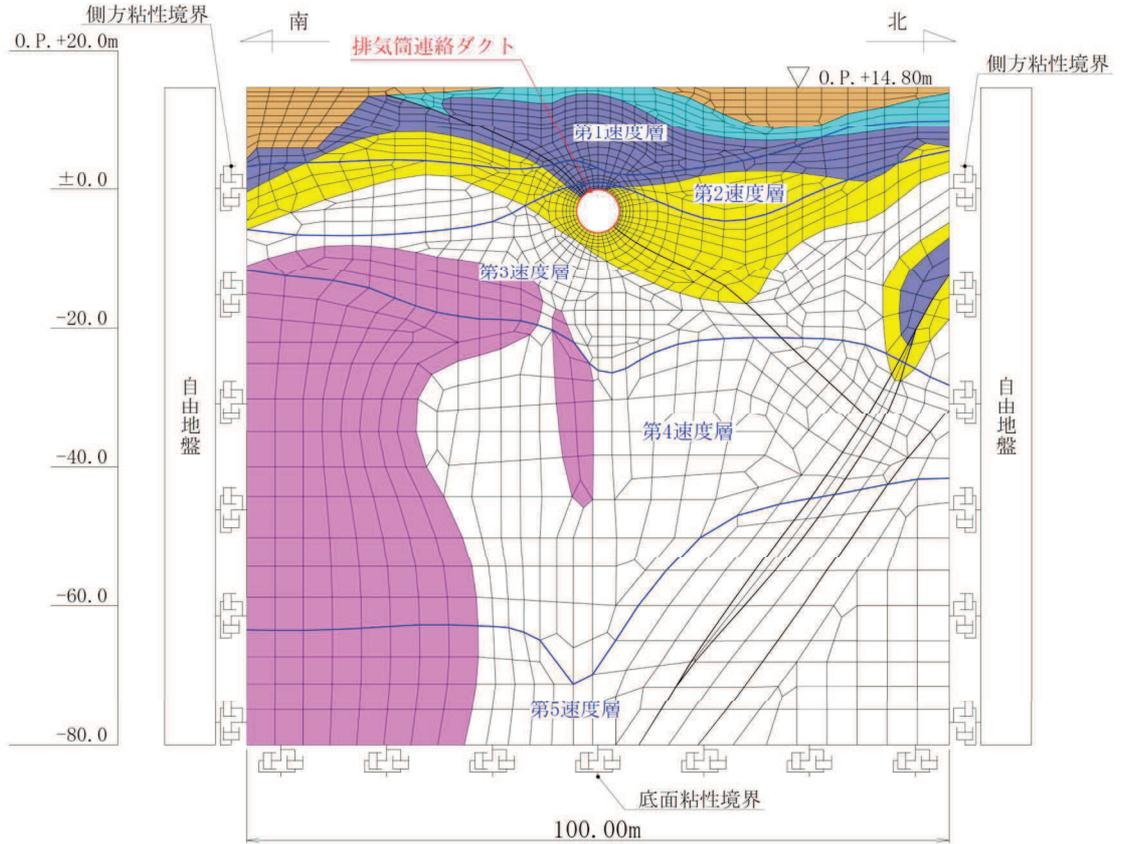 側方粘性境界
南
北
O.P.+20.0m
排気筒連絡ダクト
側方粘性境界
O.P.+14.80m
第1速度層
±0.0
第2速度層
第3速度層
-20.0
自由地盤
自由地盤
第4速度層
-40.0
-60.0
第5速度層
-80.0
底面粘性境界
100.00m